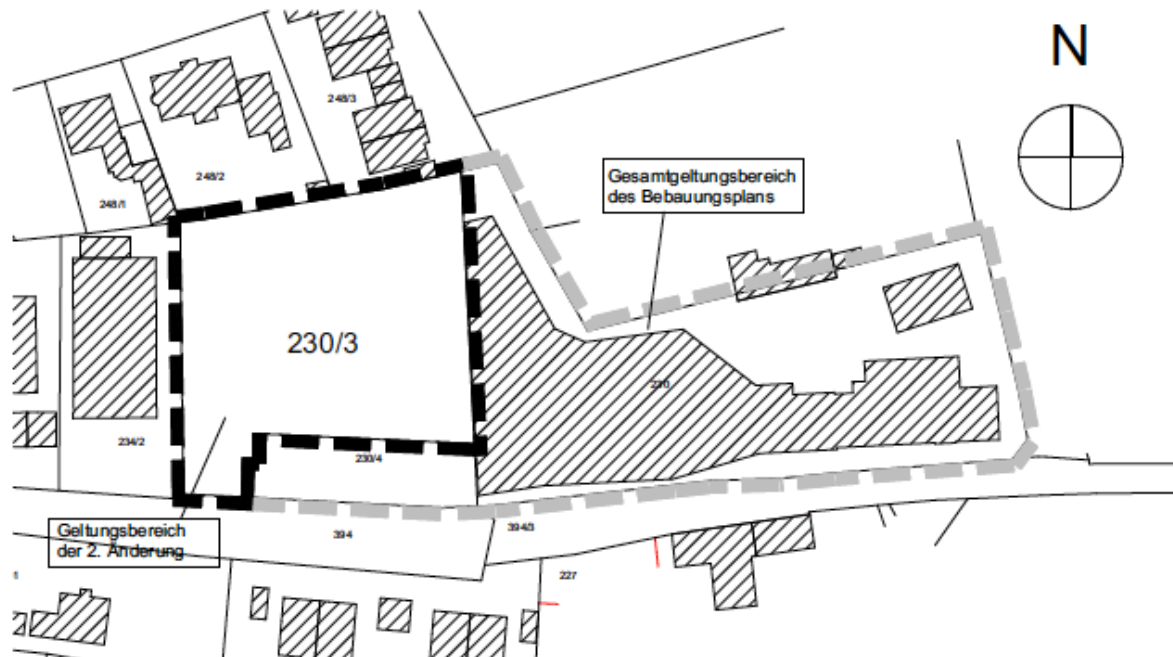 N
248/3
248/2
248/1
Gesamtgeltungsbereich
des Bebauungsplans
230/3
230
234/2
230/4
Geltungsbereich
der 2. Änderung
394
394/3
227